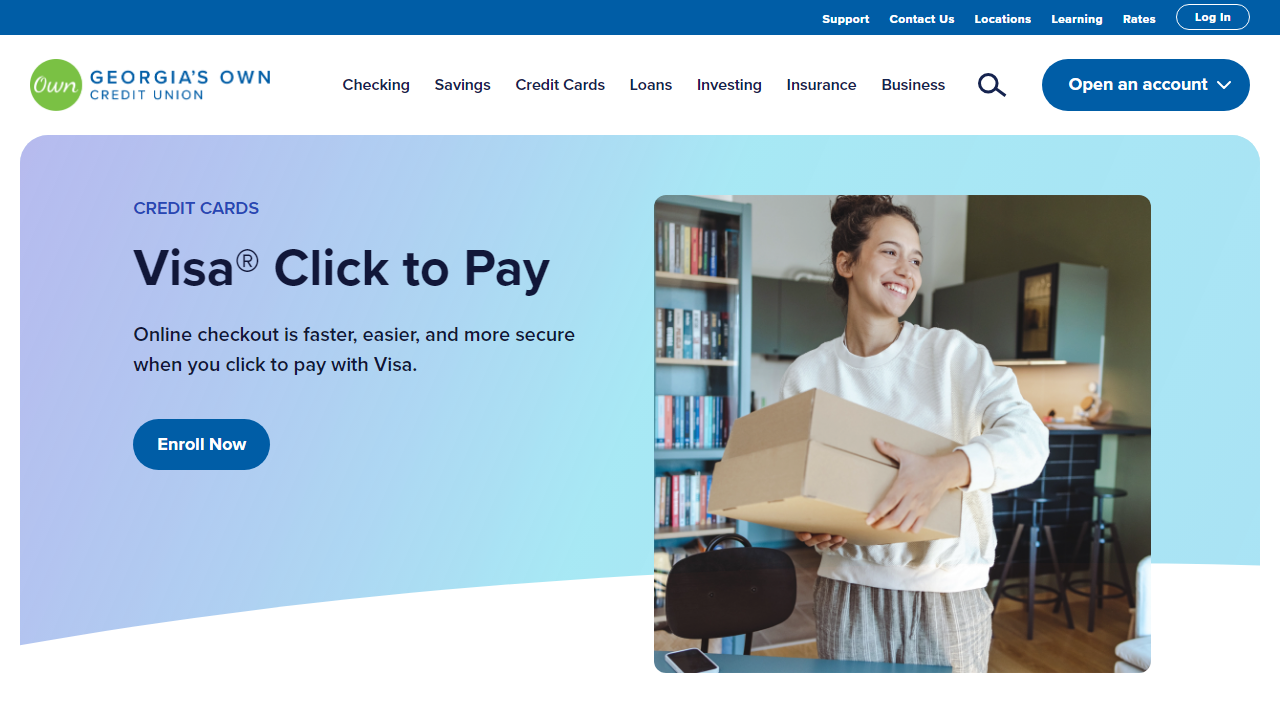 Support Contact Us Locations Learning Rates Log In
Own GEORGIA'S OWN
CREDIT UNION
Checking Savings Credit Cards Loans Investing Insurance Business Open an account
CREDIT CARDS
Visa® Click to Pay
Online checkout is faster, easier, and more secure
when you click to pay with Visa.
Enroll Now